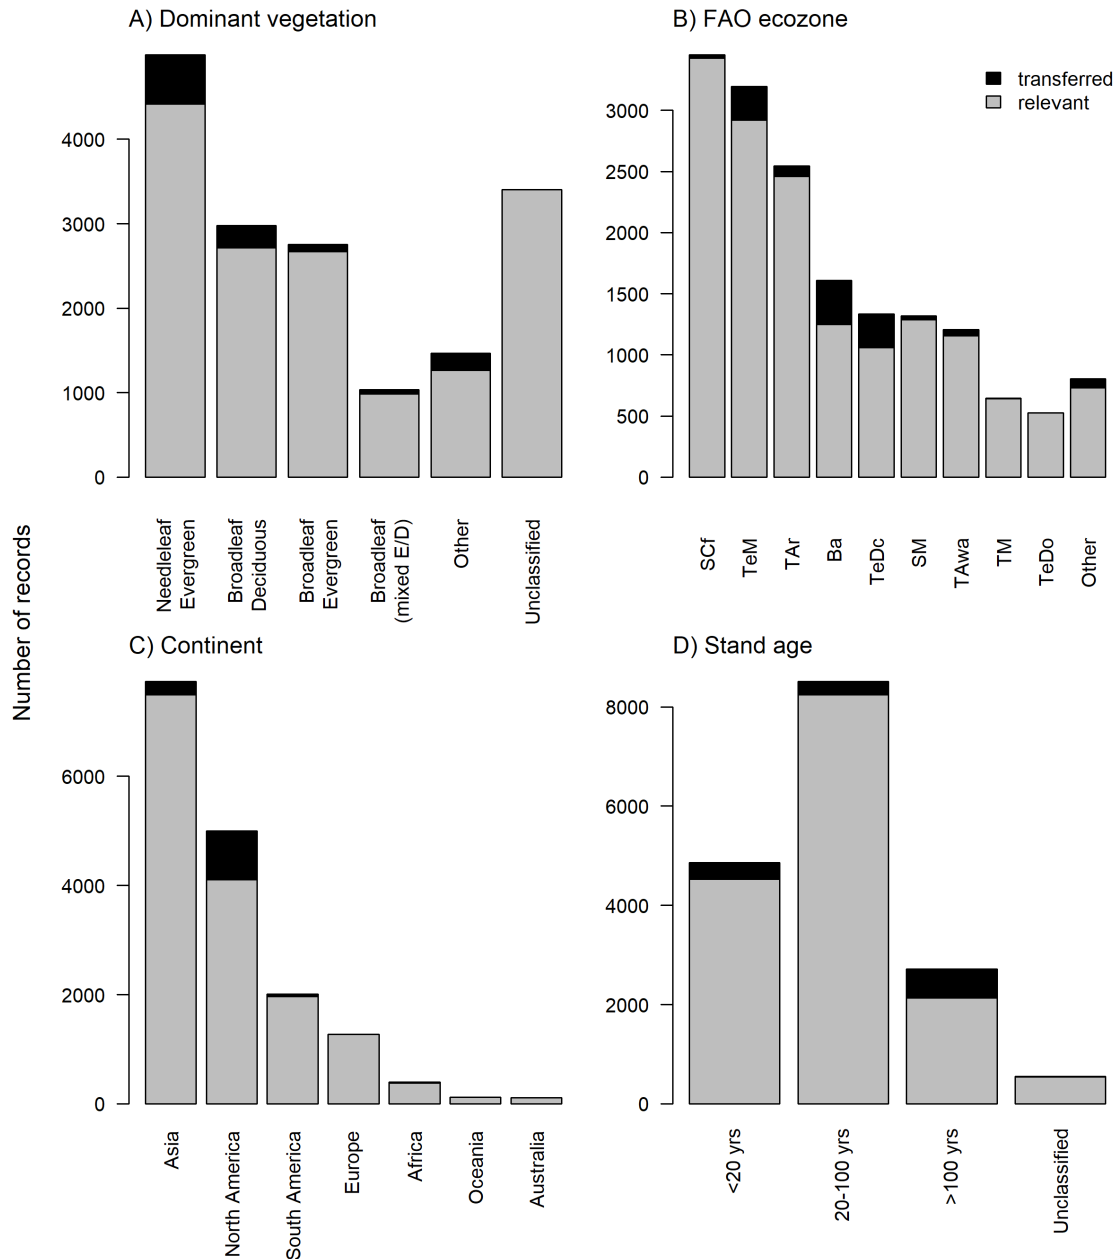 A) Dominant vegetation
4000
3000
2000
1000
0
Needleleaf
Evergreen
Broadleaf
Deciduous
Broadleaf
Evergreen
Broadleaf
(mixed E/D)
Other
Unclassified
B) FAO ecozone
transferred
relevant
3000
2500
2000
1500
1000
500
0
SCf
TeM
TAr
Ba
TeDc
SM
TAwa
TM
TeDo
Other
Number of records
C) Continent
6000
4000
2000
0
Asia
North America
South America
Europe
Africa
Oceania
Australia
D) Stand age
8000
6000
4000
2000
0
<20 yrs
20-100 yrs
>100 yrs
Unclassified